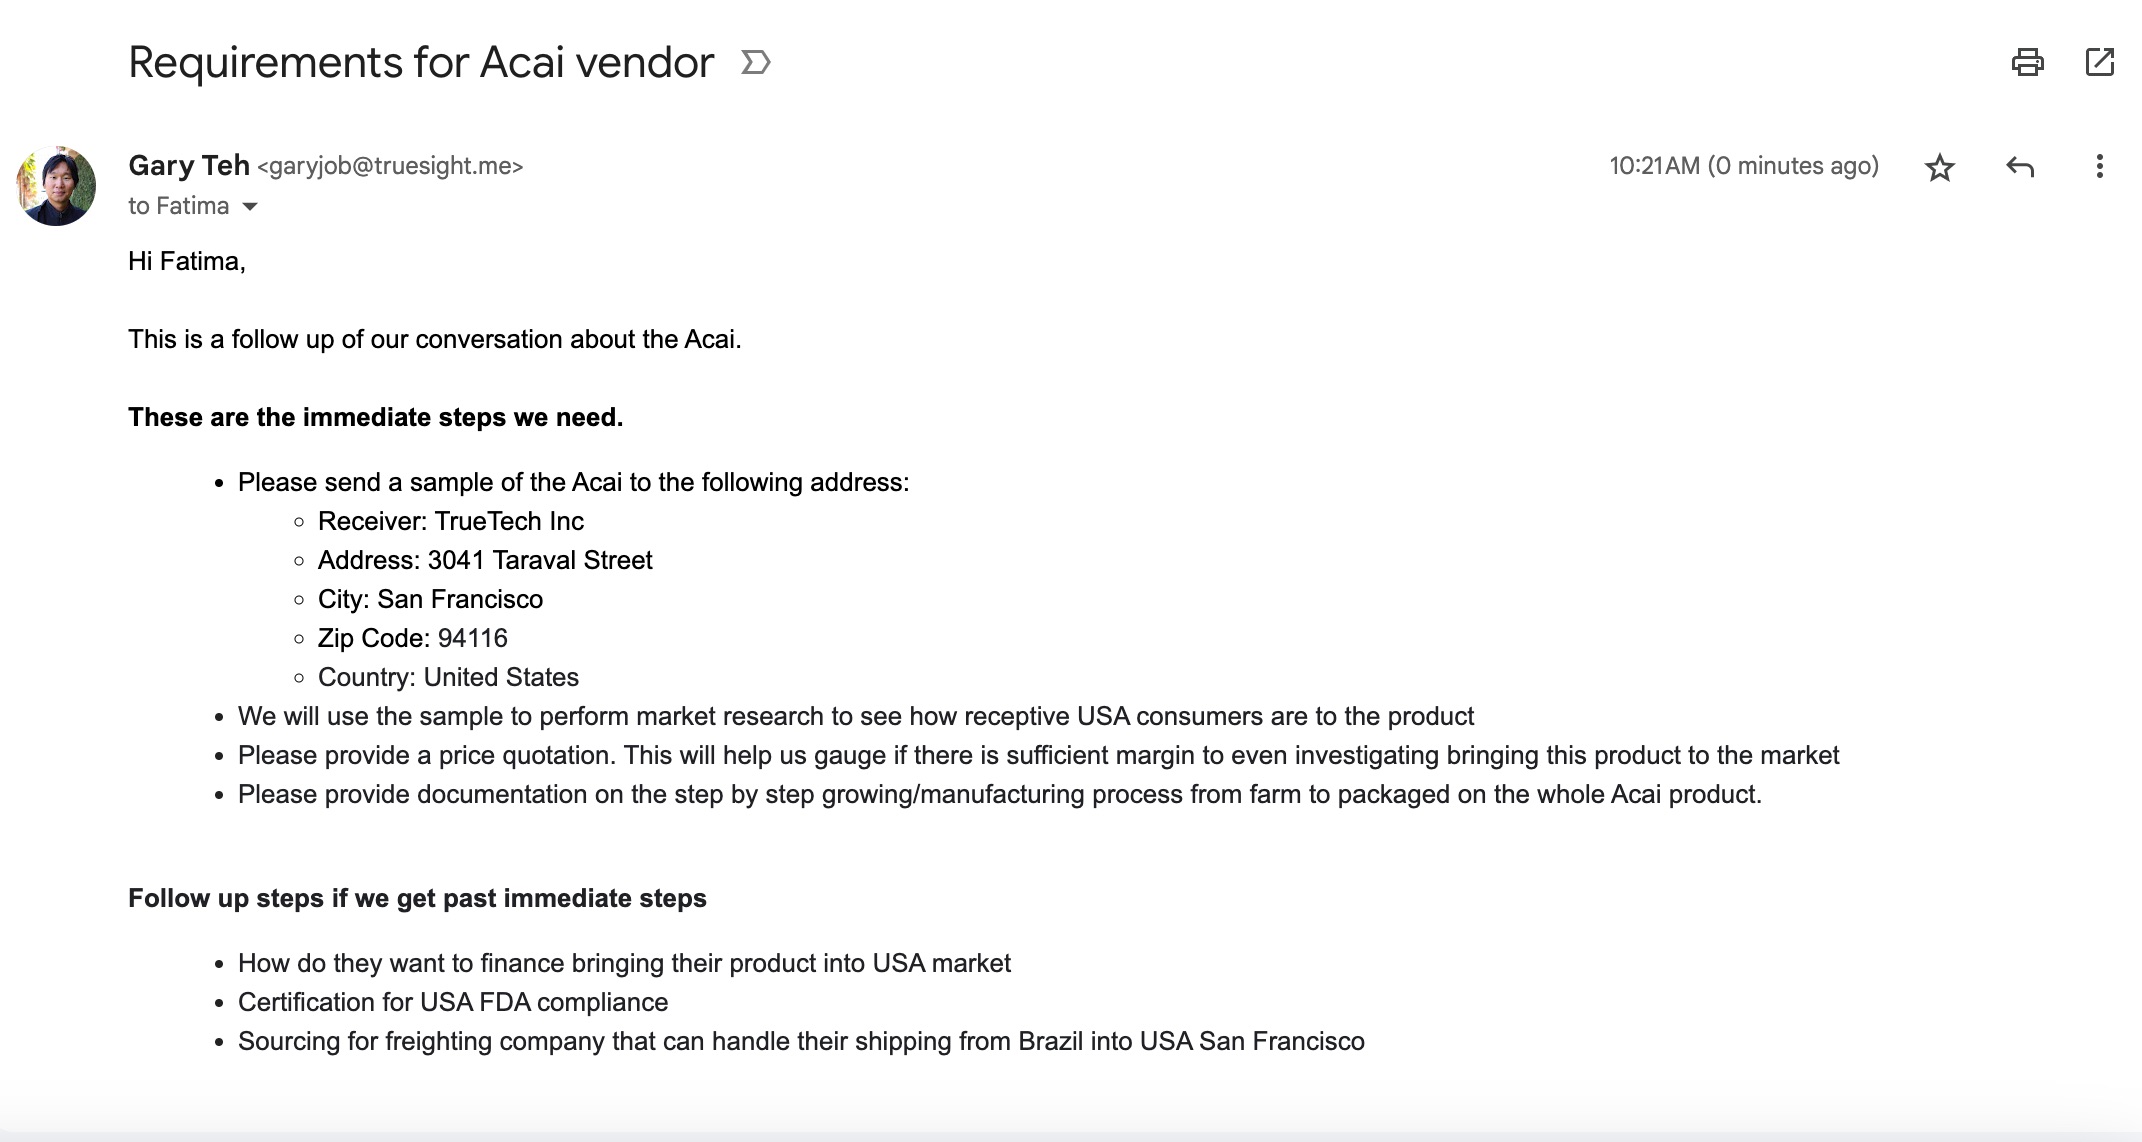 Requirements for Acai vendor
Gary Teh <garyjob@truesight.me>
10:21 AM (0 minutes ago)
to Fatima
Hi Fatima,
This is a follow up of our conversation about the Acai.
These are the immediate steps we need.
Please send a sample of the Acai to the following address:
Receiver: TrueTech Inc
Address: 3041 Taraval Street
City: San Francisco
Zip Code: 94116
Country: United States
We will use the sample to perform market research to see how receptive USA consumers are to the product
Please provide a price quotation. This will help us gauge if there is sufficient margin to even investigating bringing this product to the market
Please provide documentation on the step by step growing/manufacturing process from farm to packaged on the whole Acai product.
Follow up steps if we get past immediate steps
How do they want to finance bringing their product into USA market
Certification for USA FDA compliance
Sourcing for freighting company that can handle their shipping from Brazil into USA San Francisco